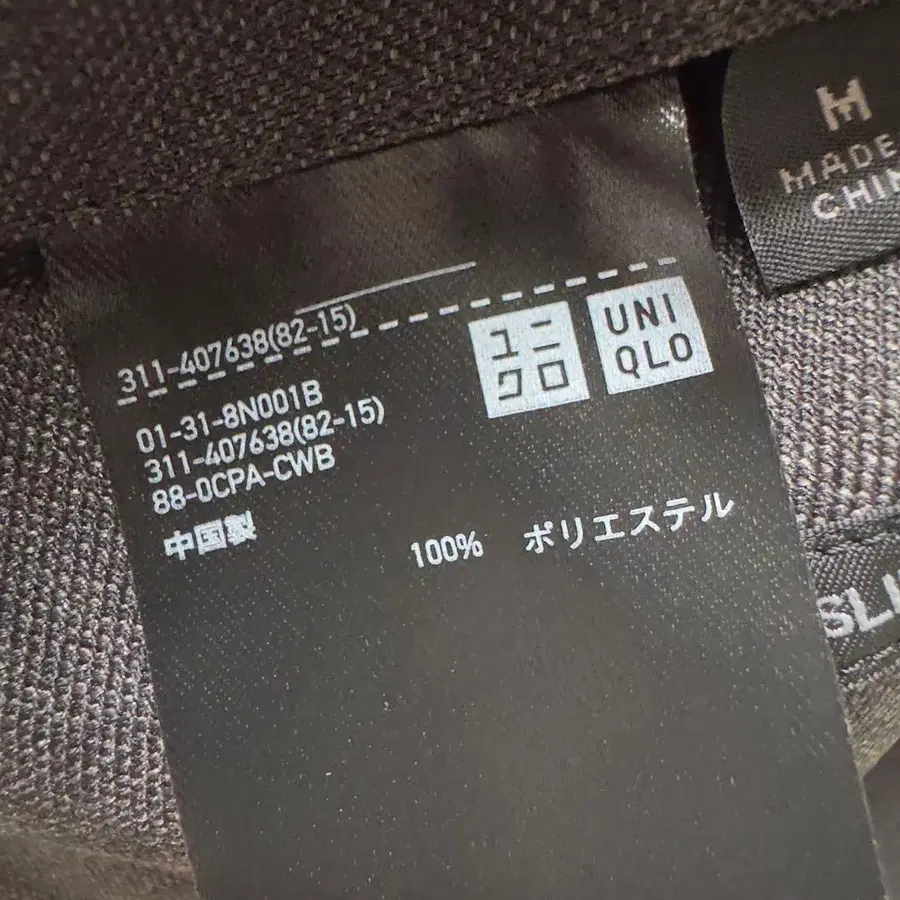 M
MADE
CHIN
311-407638(82-15)
ユニ
クロ
UNI
QLO
01-31-8N001B
311-407638(82-15)
88-0CPA-CWB
中国製
100% ポリエステル
SLI